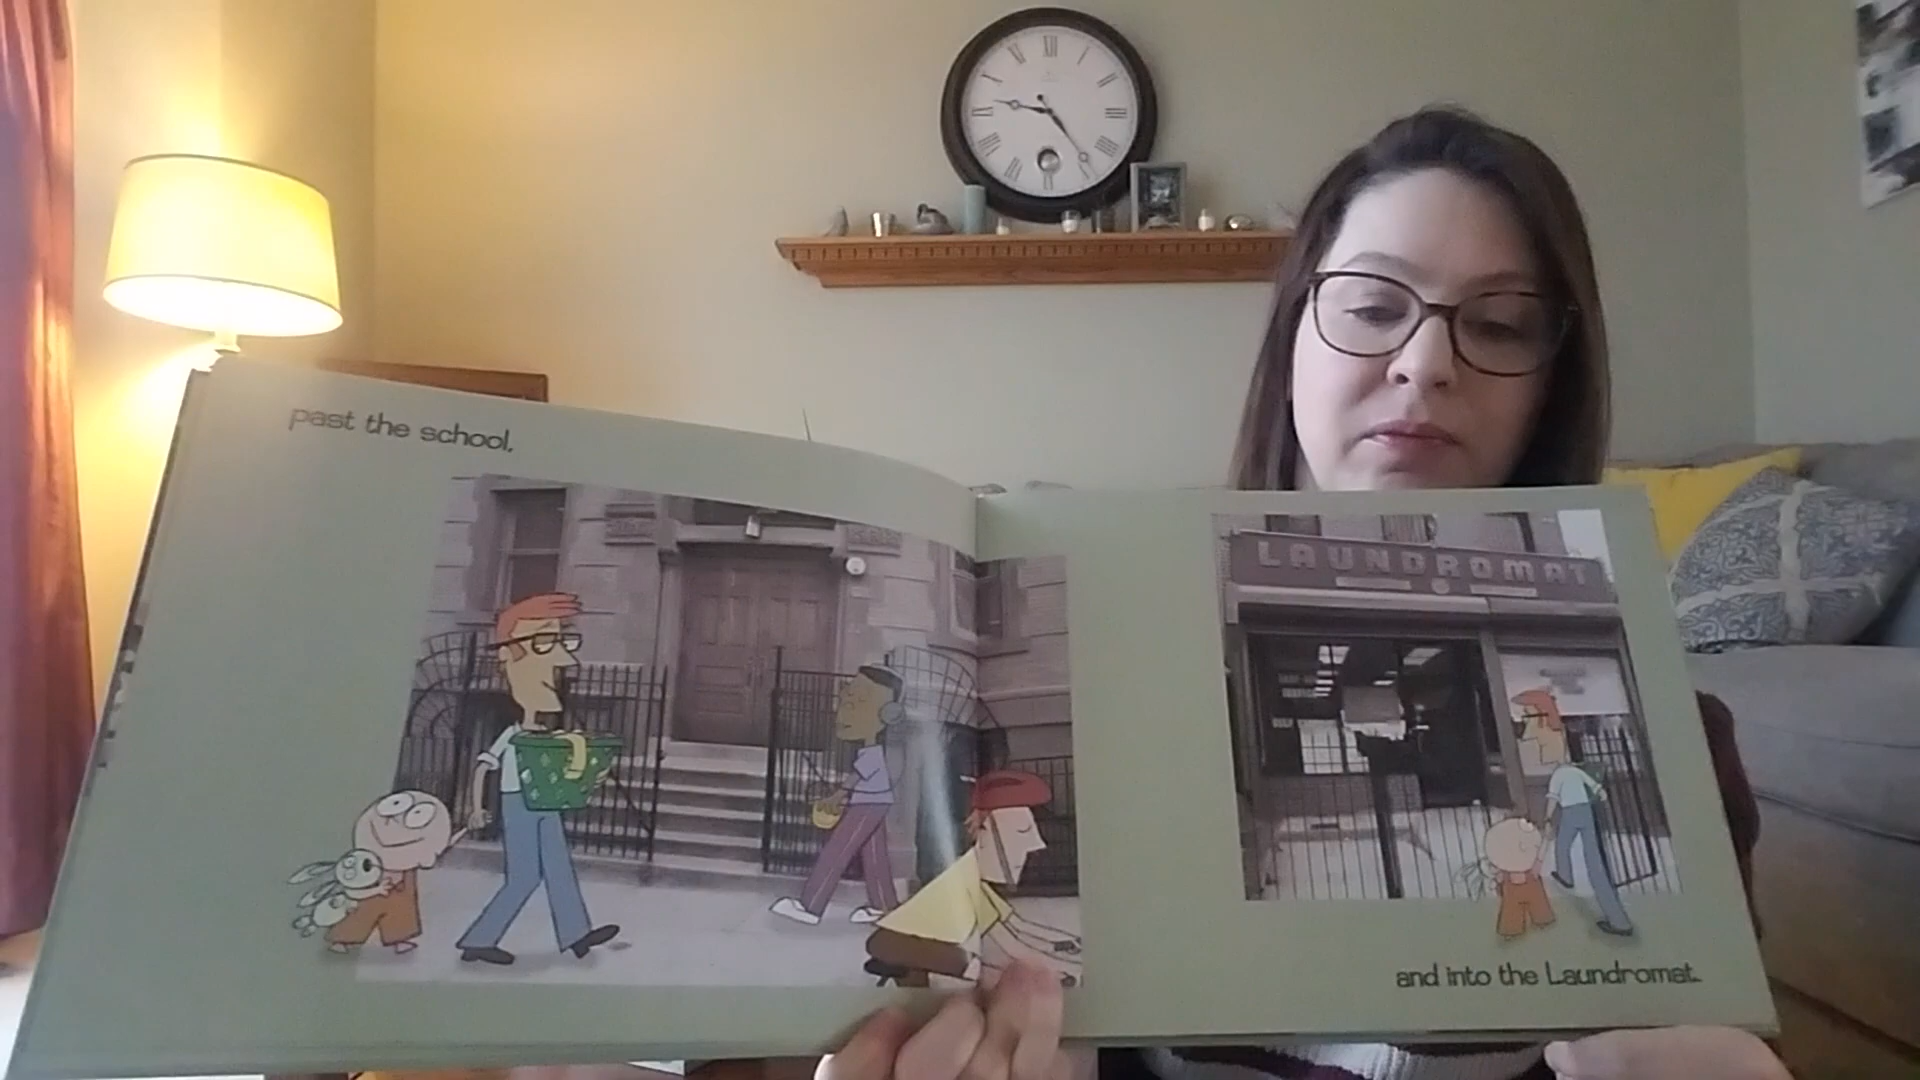 past the school,
LAUNDROMAT
and into the Laundromat.